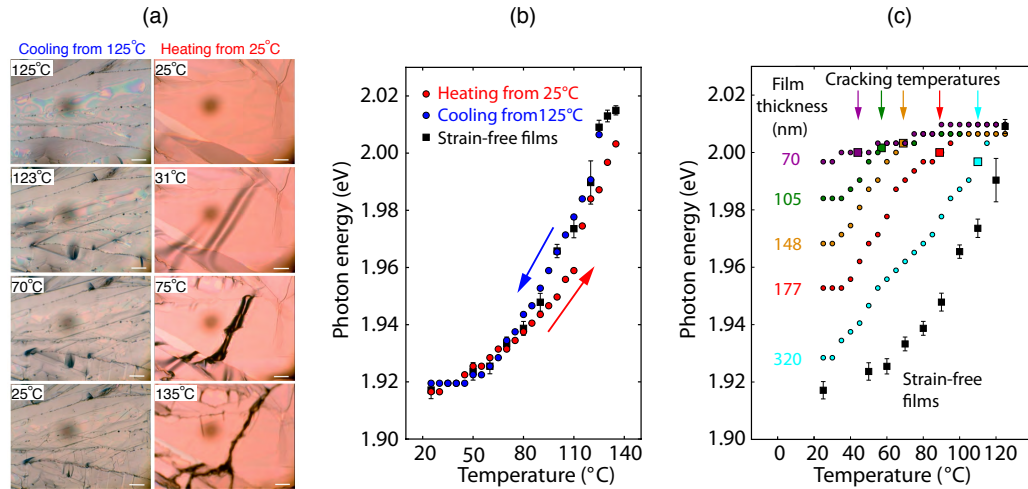 (a)
Cooling from 125°C
Heating from 25°C
125°C
25°C
123°C
31°C
70°C
75°C
25°C
135°C
(b)
Heating from 25°C
Cooling from125°C
Strain-free films
2.02
2.00
1.98
1.96
1.94
1.92
1.90
Photon energy (eV)
20
50
80
110
140
Temperature (°C)
(c)
Film
thickness
(nm)
Cracking temperatures
70
105
148
177
320
Strain-free
films
2.02
2.00
1.98
1.96
1.94
1.92
1.90
Photon energy (eV)
0
20
40
60
80
100
120
Temperature (°C)